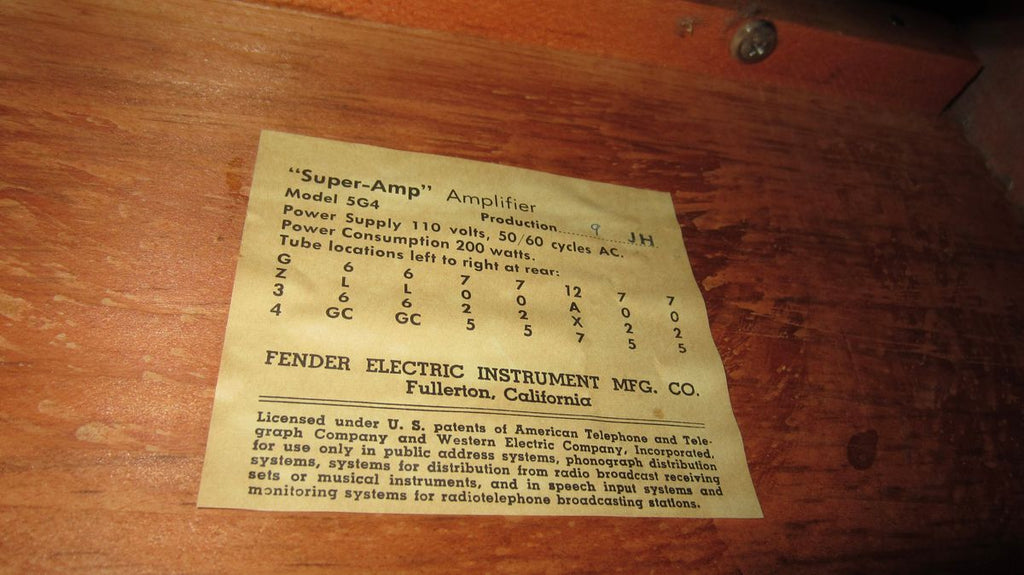 "Super-Amp" Amplifier
Model 5G4 Production......9 JH
Power Supply 110 volts, 50/60 cycles AC.
Power Consumption 200 watts.
Tube locations left to right at rear:
G 6 6 7 7 12 7 7
Z L L 0 0 A 0 0
3 6 6 2 2 X 2 2
4 GC GC 5 5 7 5 5
FENDER ELECTRIC INSTRUMENT MFG. CO.
Fullerton, California
Licensed under U. S. patents of American Telephone and Tele-
graph Company and Western Electric Company, Incorporated,
for use only in public address systems, phonograph distribution
systems, systems for distribution from radio broadcast receiving
sets or musical instruments, and in speech input systems and
monitoring systems for radiotelephone broadcasting stations.